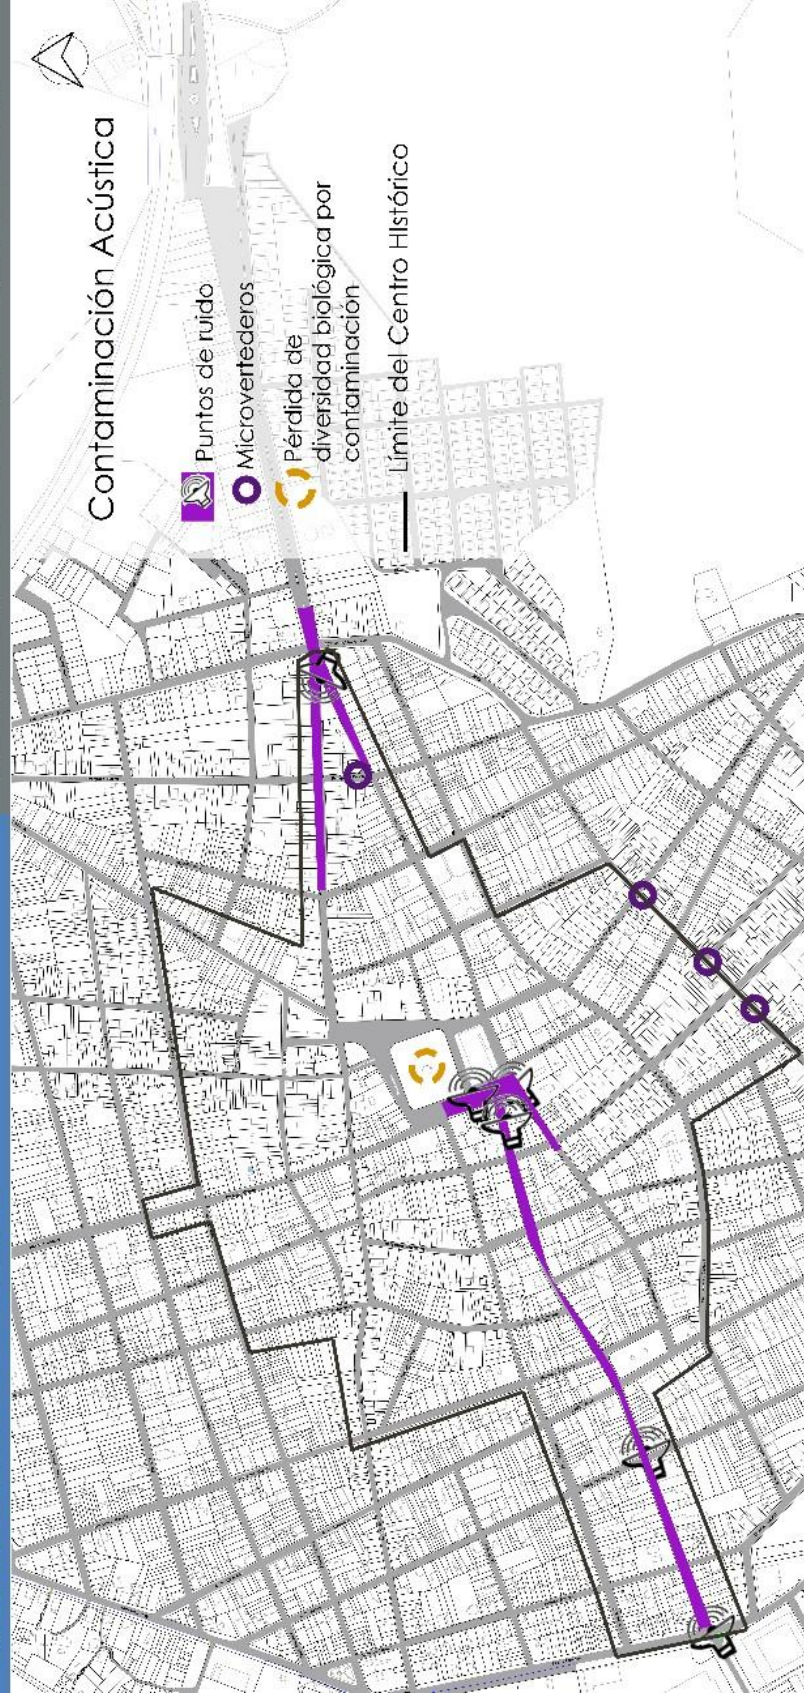 Contaminación Acústica
Puntos de ruido
Microvertederos
Pérdida de
diversidad biológica por
contaminación
Límite del Centro HIstórico